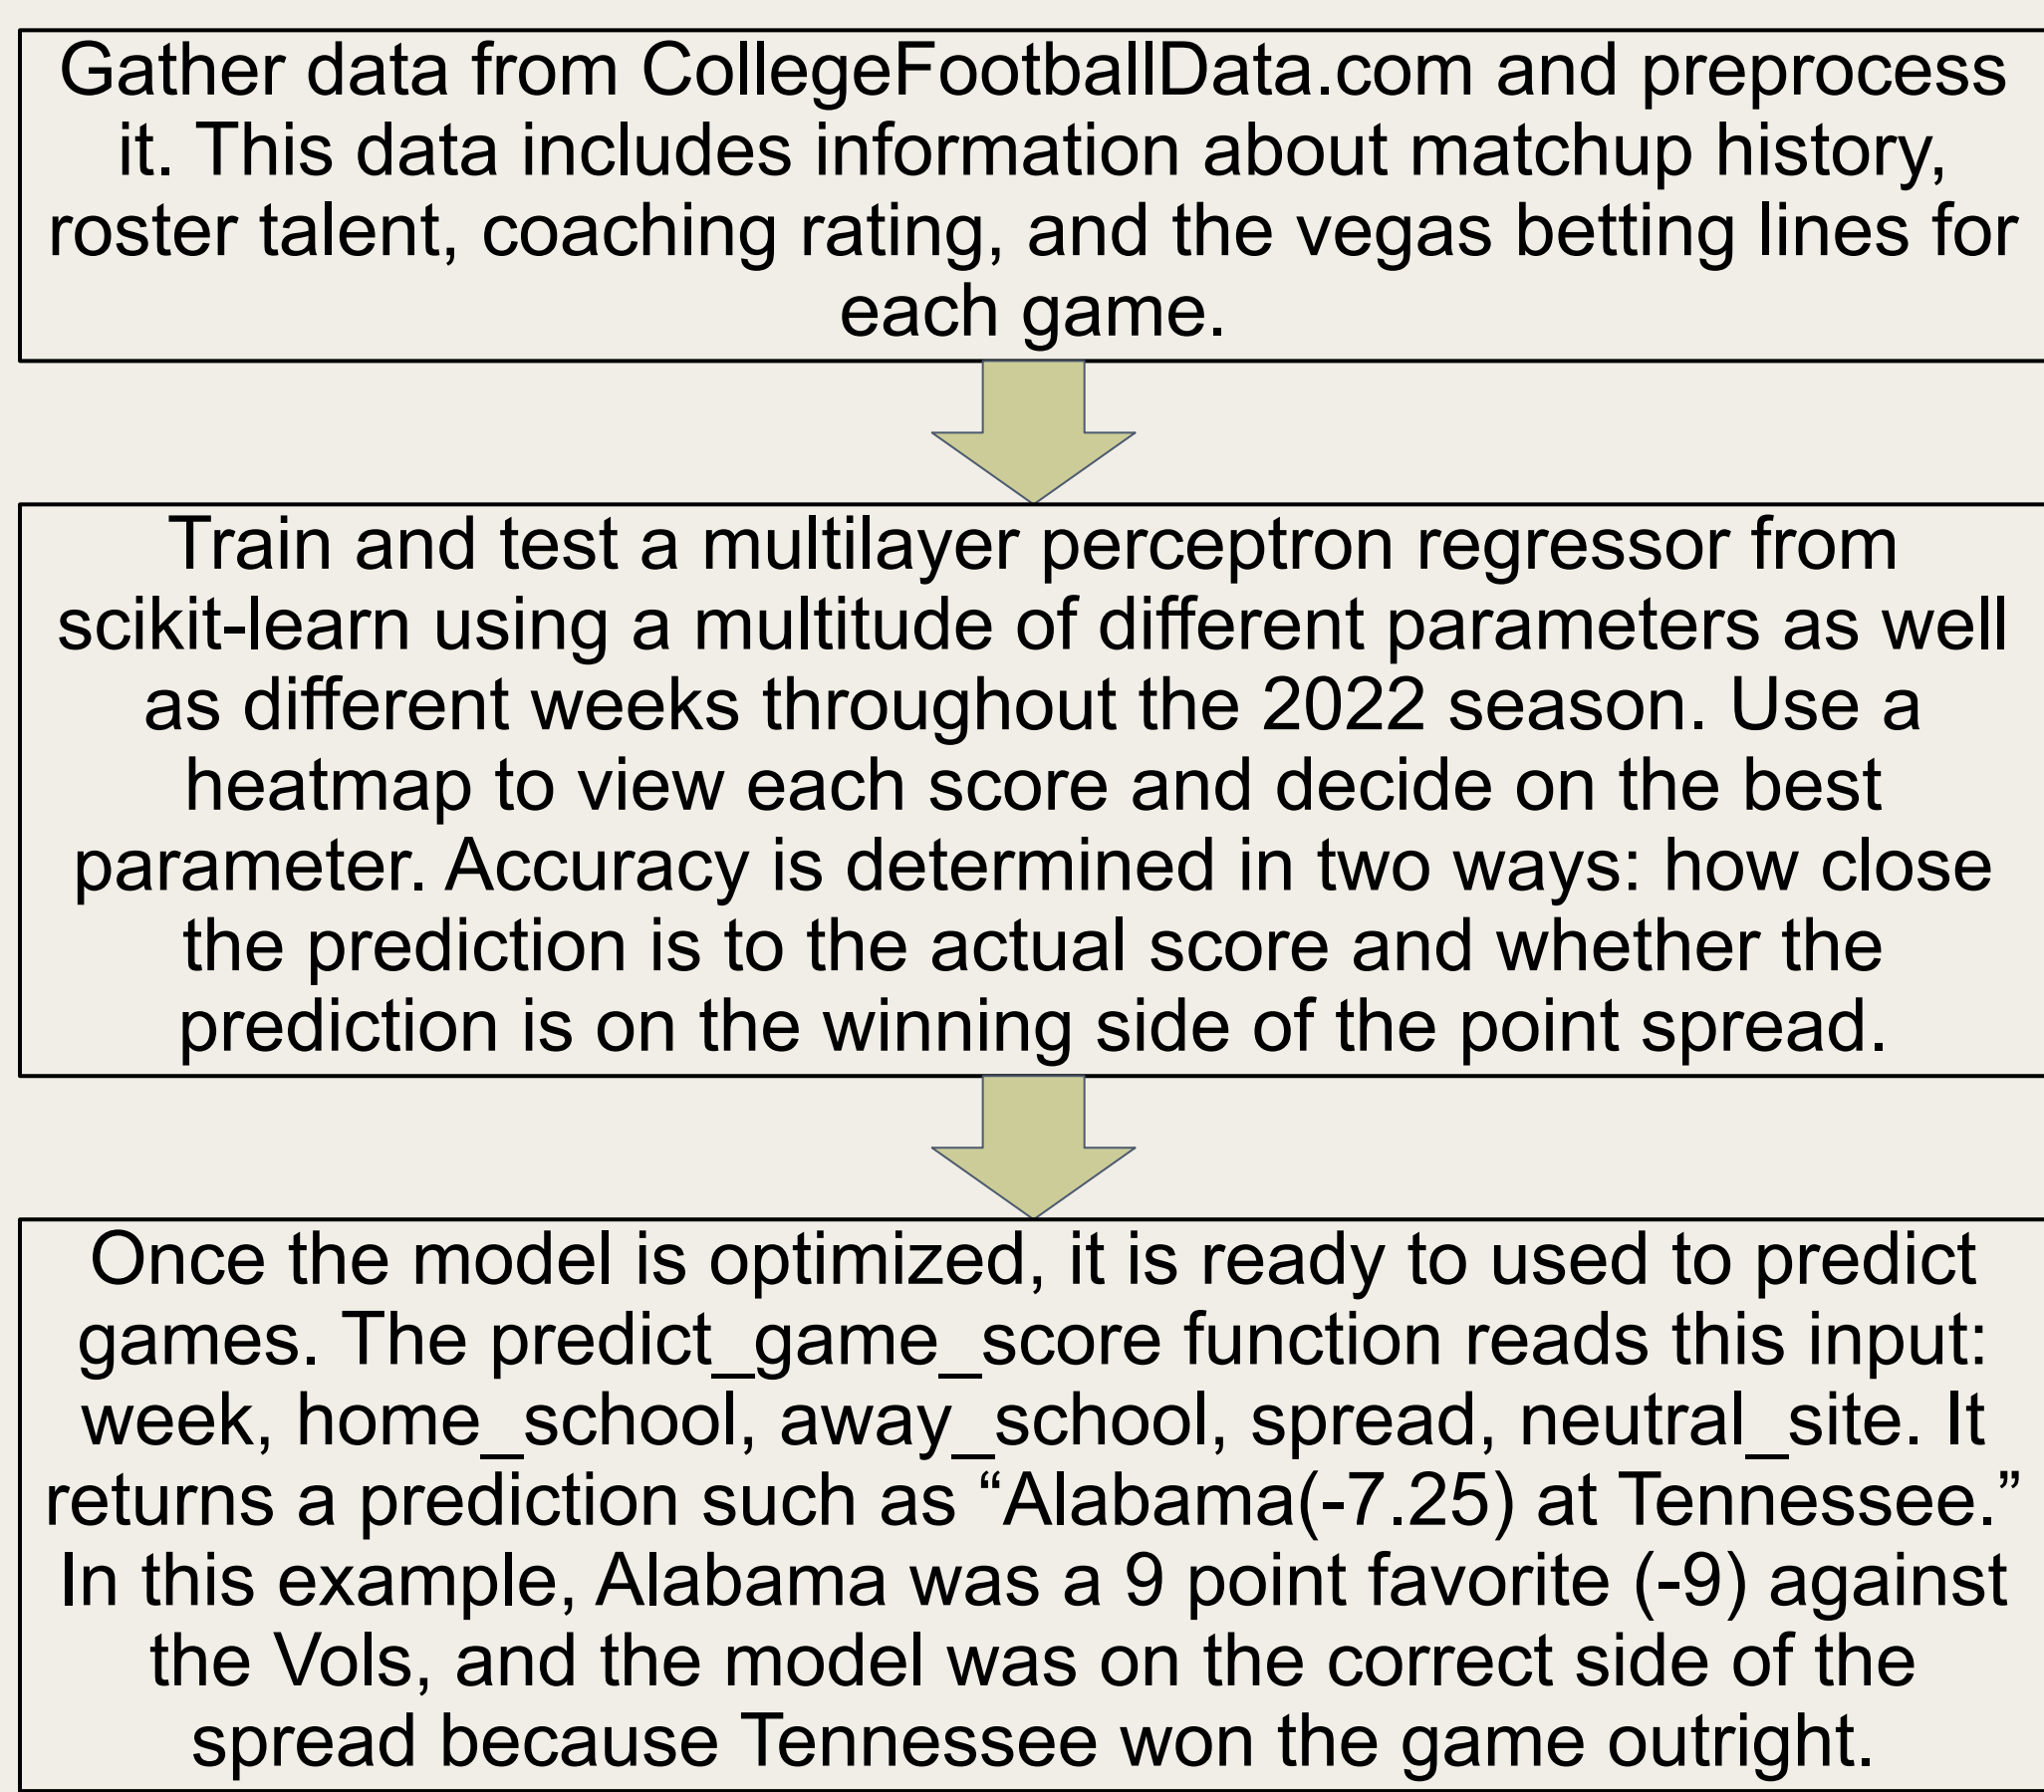 Gather data from CollegeFootballData.com and preprocess
it. This data includes information about matchup history,
roster talent, coaching rating, and the vegas betting lines for
each game.
Train and test a multilayer perceptron regressor from
scikit-learn using a multitude of different parameters as well
as different weeks throughout the 2022 season. Use a
heatmap to view each score and decide on the best
parameter. Accuracy is determined in two ways: how close
the prediction is to the actual score and whether the
prediction is on the winning side of the point spread.
Once the model is optimized, it is ready to used to predict
games. The predict_game_score function reads this input:
week, home_school, away_school, spread, neutral_site. It
returns a prediction such as “Alabama(-7.25) at Tennessee.”
In this example, Alabama was a 9 point favorite (-9) against
the Vols, and the model was on the correct side of the
spread because Tennessee won the game outright.